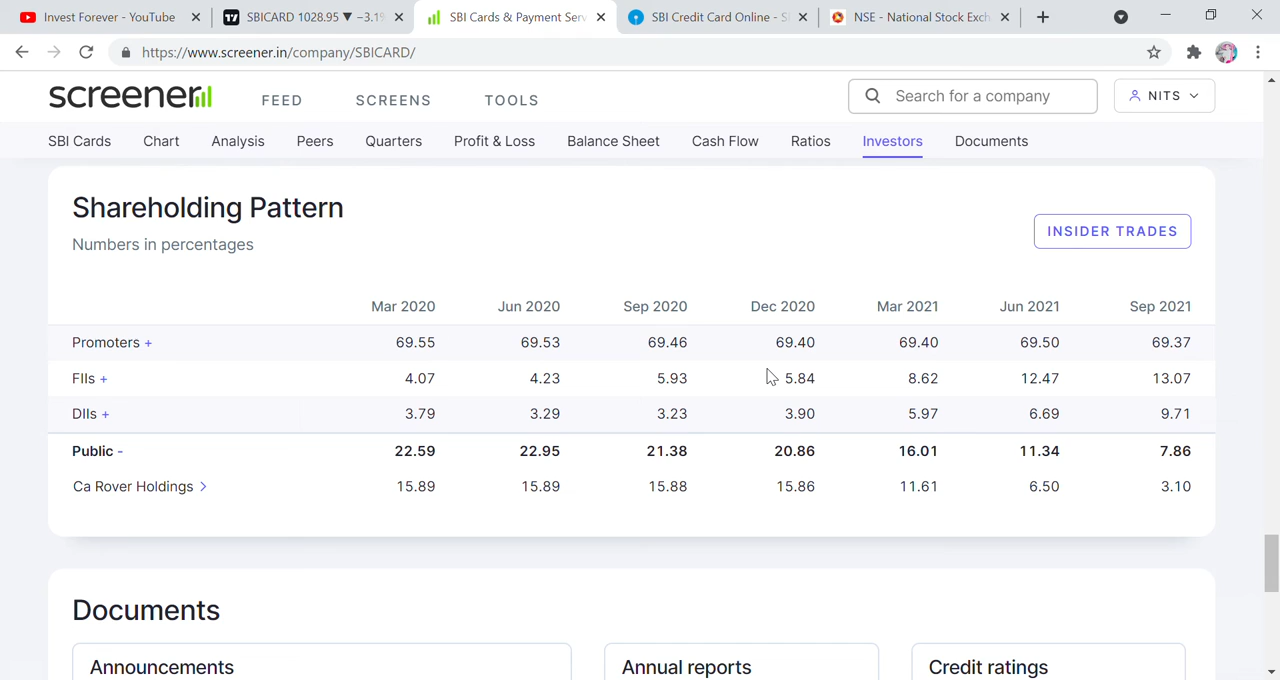 Invest Forever - YouTube
SBICARD 1028.95 ▼ −3.1
SBI Cards & Payment Serv
SBI Credit Card Online - S
NSE - National Stock Exch
https://www.screener.in/company/SBICARD/
screener
FEED SCREENS TOOLS
Search for a company
NITS
SBI Cards Chart Analysis Peers Quarters Profit & Loss Balance Sheet Cash Flow Ratios Investors Documents
Shareholding Pattern
Numbers in percentages
INSIDER TRADES
Mar 2020 Jun 2020 Sep 2020 Dec 2020 Mar 2021 Jun 2021 Sep 2021
Promoters + 69.55 69.53 69.46 69.40 69.40 69.50 69.37
FIIs + 4.07 4.23 5.93 5.84 8.62 12.47 13.07
DIIs + 3.79 3.29 3.23 3.90 5.97 6.69 9.71
Public - 22.59 22.95 21.38 20.86 16.01 11.34 7.86
Ca Rover Holdings > 15.89 15.89 15.88 15.86 11.61 6.50 3.10
Documents
Announcements
Annual reports
Credit ratings